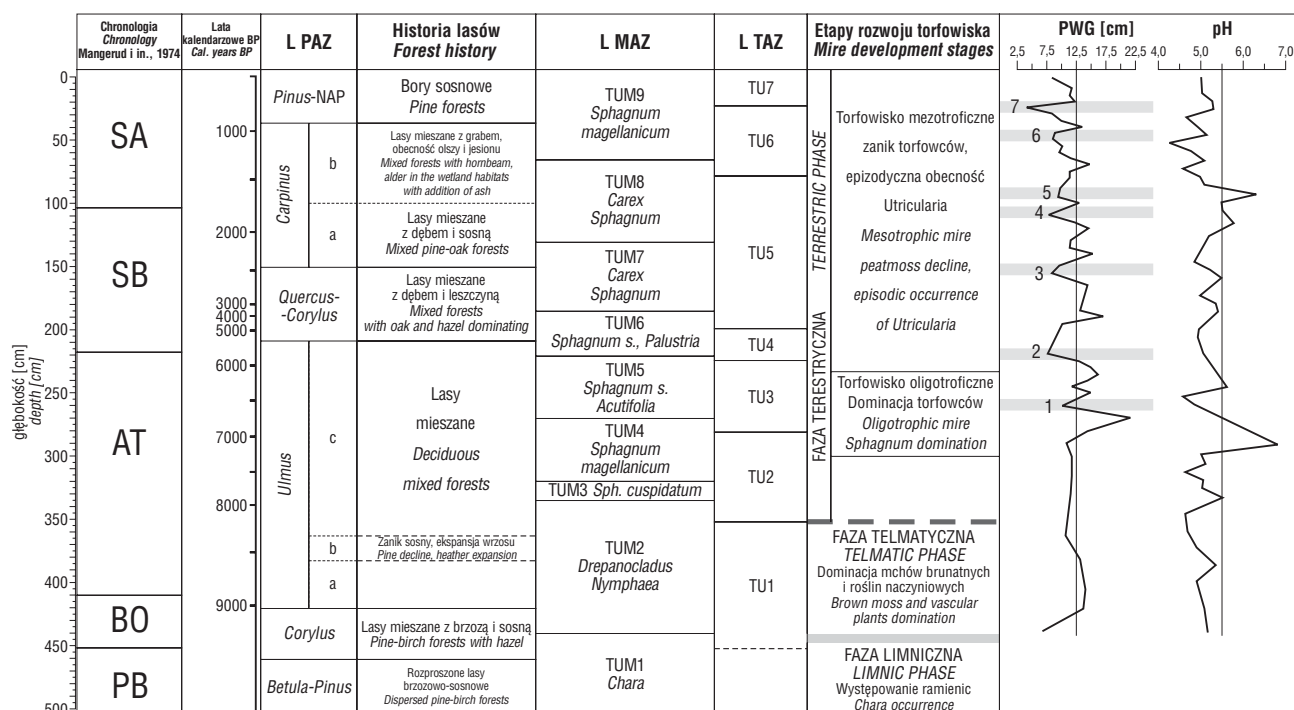 Chronologia
Chronology
Mangerud i in., 1974
Lata
kalendarzowe BP
Cal. years BP
L PAZ
Historia lasów
Forest history
L MAZ
L TAZ
Etapy rozwoju torfowiska
Mire development stages
PWG [cm]
2,5 7,5 12,5 17,5 22,5
pH
4,0 5,0 6,0 7,0
głębokość [cm]
depth [cm]
0
50
100
150
200
250
300
350
400
450
500
SA
SB
AT
BO
PB
1000
2000
3000
4000
5000
6000
7000
8000
9000
Pinus-NAP
Carpinus
b
a
Quercus-
-Corylus
Ulmus
c
b
a
Corylus
Betula-Pinus
Bory sosnowe
Pine forests
Lasy mieszane z grabem,
obecność olszy i jesionu
Mixed forests with hornbeam,
alder in the wetland habitats
with addition of ash
Lasy mieszane
z dębem i sosną
Mixed pine-oak forests
Lasy mieszane
z dębem i leszczyną
Mixed forests
with oak and hazel dominating
Lasy
mieszane
Deciduous
mixed forests
Zanik sosny, ekspansja wrzosu
Pine decline, heather expansion
Lasy mieszane z brzozą i sosną
Pine-birch forests with hazel
Rozproszone lasy
brzozowo-sosnowe
Dispersed pine-birch forests
TUM9
Sphagnum
magellanicum
TUM8
Carex
Sphagnum
TUM7
Carex
Sphagnum
TUM6
Sphagnum s., Palustria
TUM5
Sphagnum s.
Acutifolia
TUM4
Sphagnum
magellanicum
TUM3 Sph. cuspidatum
TUM2
Drepanocladus
Nymphaea
TUM1
Chara
TU7
TU6
TU5
TU4
TU3
TU2
TU1
FAZA TERESTRYCZNA
TERRESTRIC PHASE
Torfowisko mezotroficzne
zanik torfowców,
epizodyczna obecność
Utricularia
Mesotrophic mire
peatmoss decline,
episodic occurrence
of Utricularia
Torfowisko oligotroficzne
Dominacja torfowców
Oligotrophic mire
Sphagnum domination
FAZA TELMATYCZNA
TELMATIC PHASE
Dominacja mchów brunatnych
i roślin naczyniowych
Brown moss and vascular
plants domination
FAZA LIMNICZNA
LIMNIC PHASE
Występowanie ramienic
Chara occurrence
7
6
5
4
3
2
1